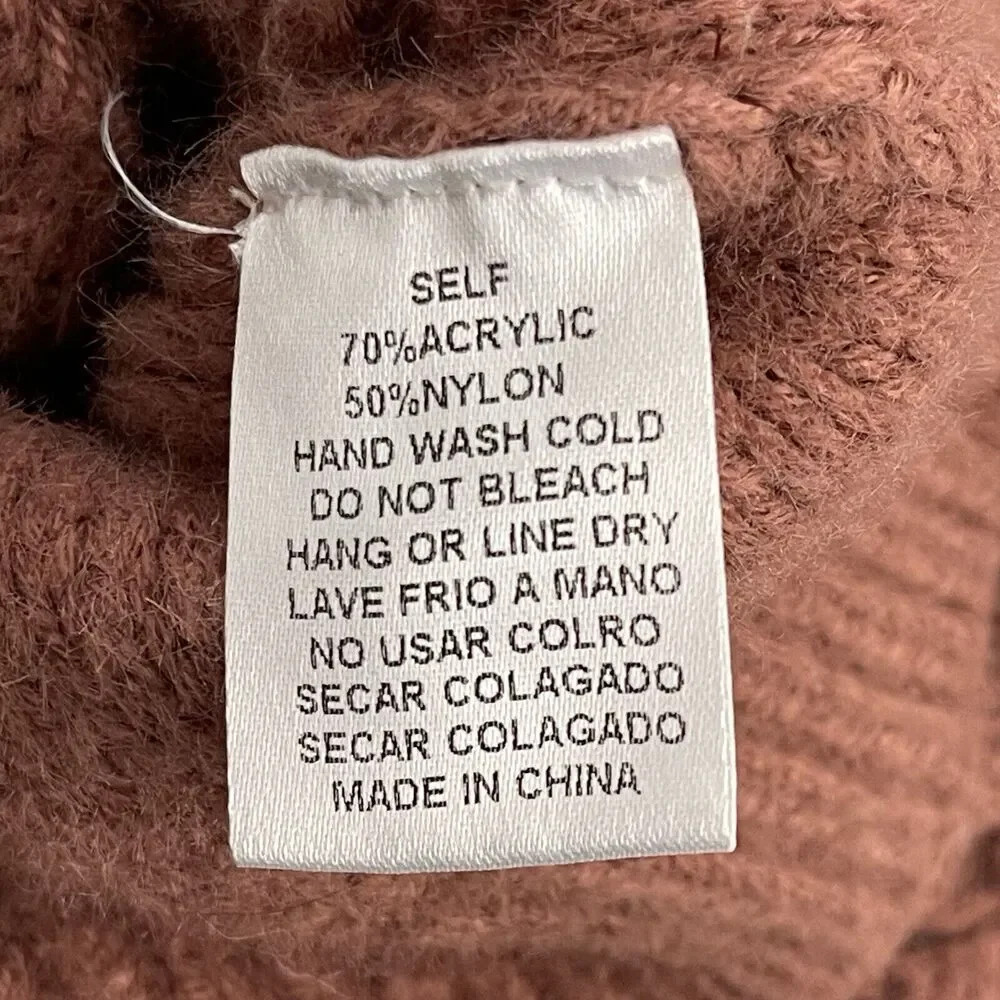 SELF
70%ACRYLIC
50%NYLON
HAND WASH COLD
DO NOT BLEACH
HANG OR LINE DRY
LAVE FRIO A MANO
NO USAR COLRO
SECAR COLAGADO
SECAR COLAGADO
MADE IN CHINA